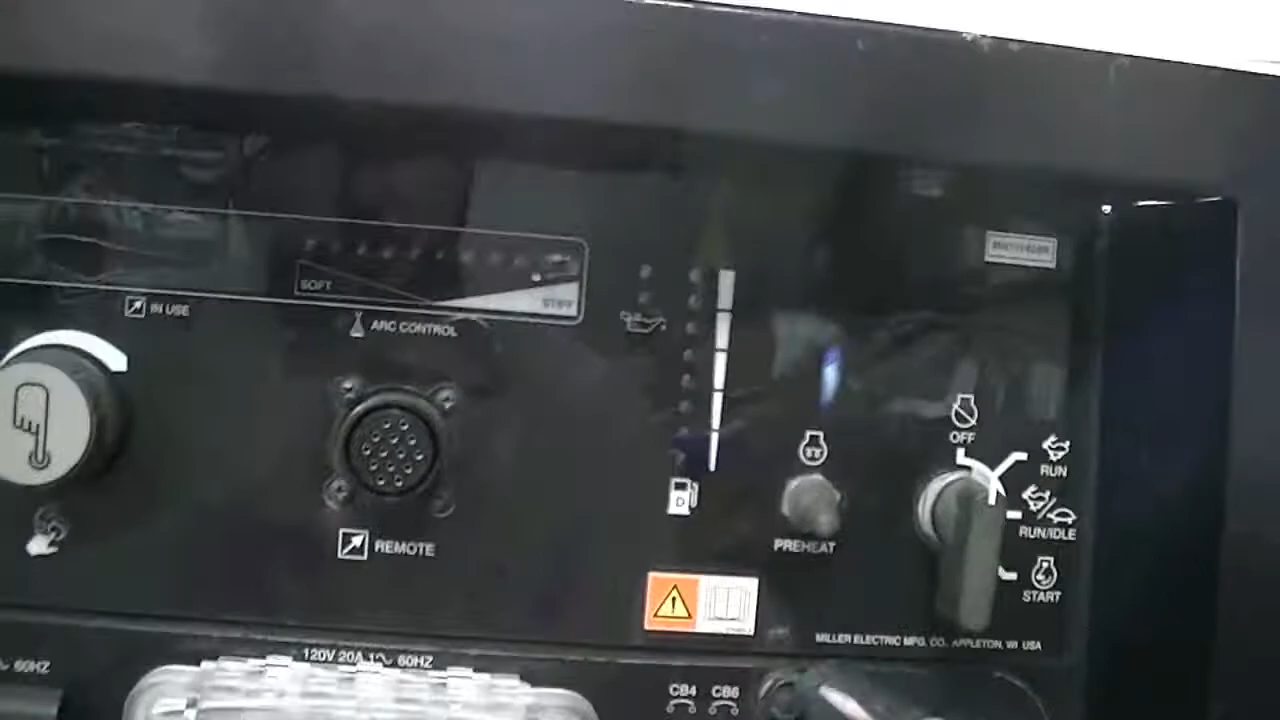 SOFT
STIFF
IN USE
ARC CONTROL
OFF
RUN
RUN/IDLE
START
D
PREHEAT
REMOTE
MILLER ELECTRIC MFG. CO. APPLETON, WI USA
60HZ
120V 20A 1~ 60HZ
CB4 CB6